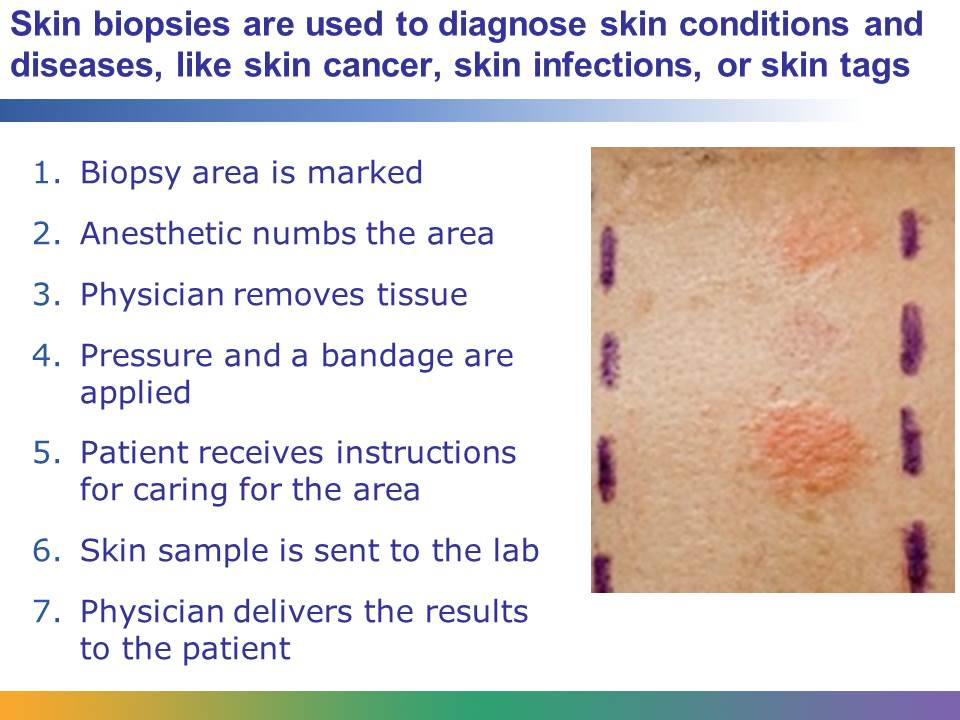 Skin biopsies are used to diagnose skin conditions and
diseases, like skin cancer, skin infections, or skin tags
1. Biopsy area is marked
2. Anesthetic numbs the area
3. Physician removes tissue
4. Pressure and a bandage are
applied
5. Patient receives instructions
for caring for the area
6. Skin sample is sent to the lab
7. Physician delivers the results
to the patient